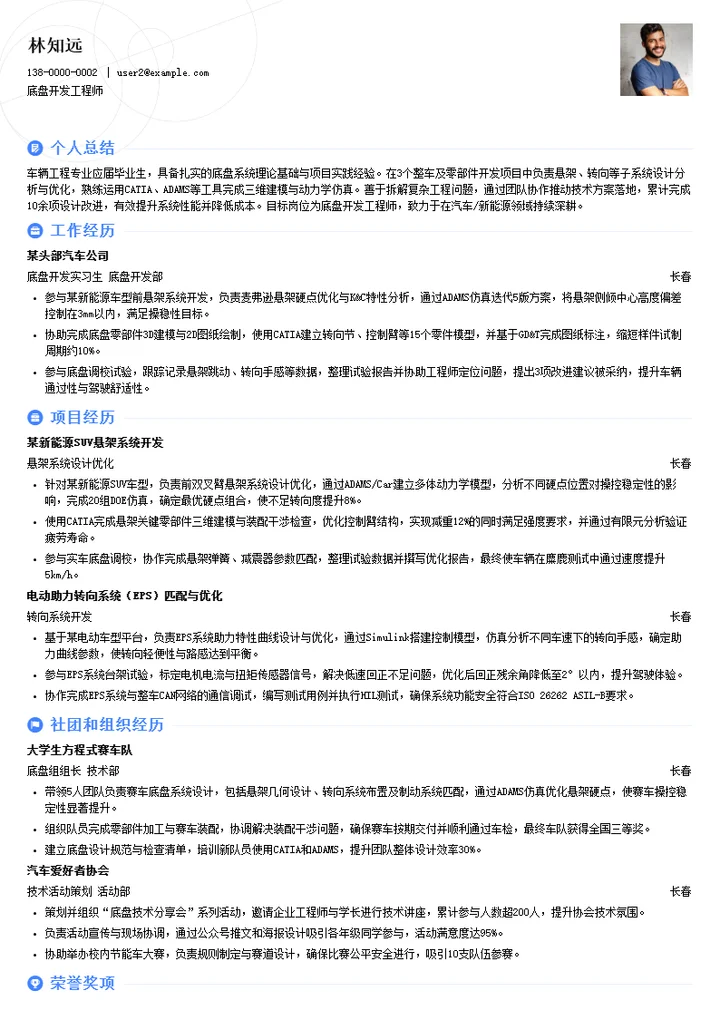 林知远
138-0000-0002 | user2@example.com
底盘开发工程师
个人总结
车辆工程专业应届毕业生，具备扎实的底盘系统理论基础与项目实践经验。在3个整车及零部件开发项目中负责悬架、转向等子系统设计分
析与优化，熟练运用CATIA、ADAMS等工具完成三维建模与动力学仿真。善于拆解复杂工程问题，通过团队协作推动技术方案落地，累计完成
10余项设计改进，有效提升系统性能并降低成本。目标岗位为底盘开发工程师，致力于在汽车/新能源领域持续深耕。
工作经历
某头部汽车公司
底盘开发实习生 底盘开发部 长春
• 参与某新能源车型前悬架系统开发，负责麦弗逊悬架硬点优化与K&C特性分析，通过ADAMS仿真迭代5版方案，将悬架侧倾中心高度偏差
控制在3mm以内，满足操稳性目标。
• 协助完成底盘零部件3D建模与2D图纸绘制，使用CATIA建立转向节、控制臂等15个零件模型，并基于GD&T完成图纸标注，缩短样件试制
周期约10%。
• 参与底盘调校试验，跟踪记录悬架跳动、转向手感等数据，整理试验报告并协助工程师定位问题，提出3项改进建议被采纳，提升车辆
通过性与驾驶舒适性。
项目经历
某新能源SUV悬架系统开发
悬架系统设计优化 长春
• 针对某新能源SUV车型，负责前双叉臂悬架系统设计优化，通过ADAMS/Car建立多体动力学模型，分析不同硬点位置对操控稳定性的影
响，完成20组DOE仿真，确定最优硬点组合，使不足转向度提升8%。
• 使用CATIA完成悬架关键零部件三维建模与装配干涉检查，优化控制臂结构，实现减重12%的同时满足强度要求，并通过有限元分析验证
疲劳寿命。
• 参与实车底盘调校，协作完成悬架弹簧、减震器参数匹配，整理试验数据并撰写优化报告，最终使车辆在麋鹿测试中通过速度提升
5km/h。
电动助力转向系统（EPS）匹配与优化
转向系统开发 长春
• 基于某电动车型平台，负责EPS系统助力特性曲线设计与优化，通过Simulink搭建控制模型，仿真分析不同车速下的转向手感，确定助
力曲线参数，使转向轻便性与路感达到平衡。
• 参与EPS系统台架试验，标定电机电流与扭矩传感器信号，解决低速回正不足问题，优化后回正残余角降低至2°以内，提升驾驶体验。
• 协作完成EPS系统与整车CAN网络的通信调试，编写测试用例并执行HIL测试，确保系统功能安全符合ISO 26262 ASIL-B要求。
社团和组织经历
大学生方程式赛车队
底盘组组长 技术部 长春
• 带领5人团队负责赛车底盘系统设计，包括悬架几何设计、转向系统布置及制动系统匹配，通过ADAMS仿真优化悬架硬点，使赛车操控稳
定性显著提升。
• 组织队员完成零部件加工与赛车装配，协调解决装配干涉问题，确保赛车按期交付并顺利通过车检，最终车队获得全国三等奖。
• 建立底盘设计规范与检查清单，培训新队员使用CATIA和ADAMS，提升团队整体设计效率30%。
汽车爱好者协会
技术活动策划 活动部 长春
• 策划并组织“底盘技术分享会”系列活动，邀请企业工程师与学长进行技术讲座，累计参与人数超200人，提升协会技术氛围。
• 负责活动宣传与现场协调，通过公众号推文和海报设计吸引各年级同学参与，活动满意度达95%。
• 协助举办校内节能车大赛，负责规则制定与赛道设计，确保比赛公平安全进行，吸引10支队伍参赛。
荣誉奖项